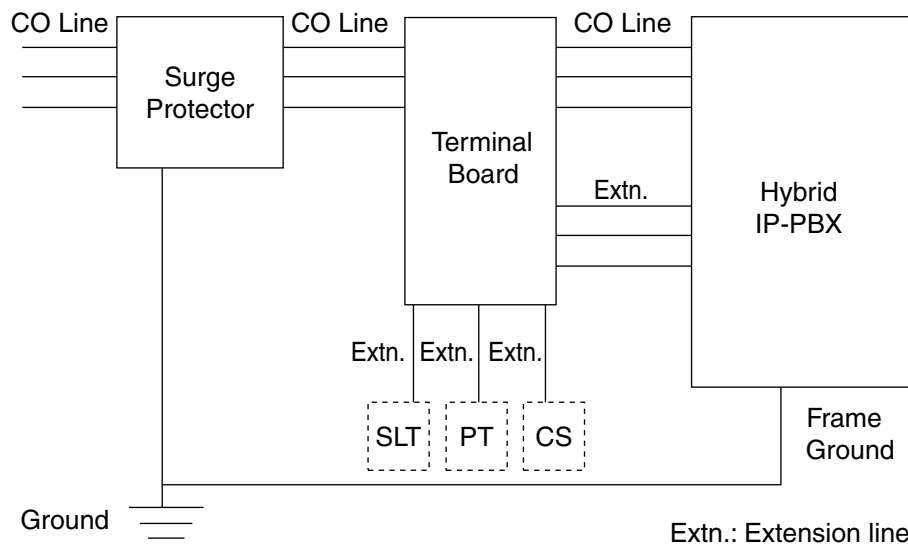 CO Line
CO Line
CO Line
Surge
Protector
Terminal
Board
Extn.
Hybrid
IP-PBX
Extn.
Extn.
Extn.
SLT
PT
CS
Frame
Ground
Ground
Extn.: Extension line